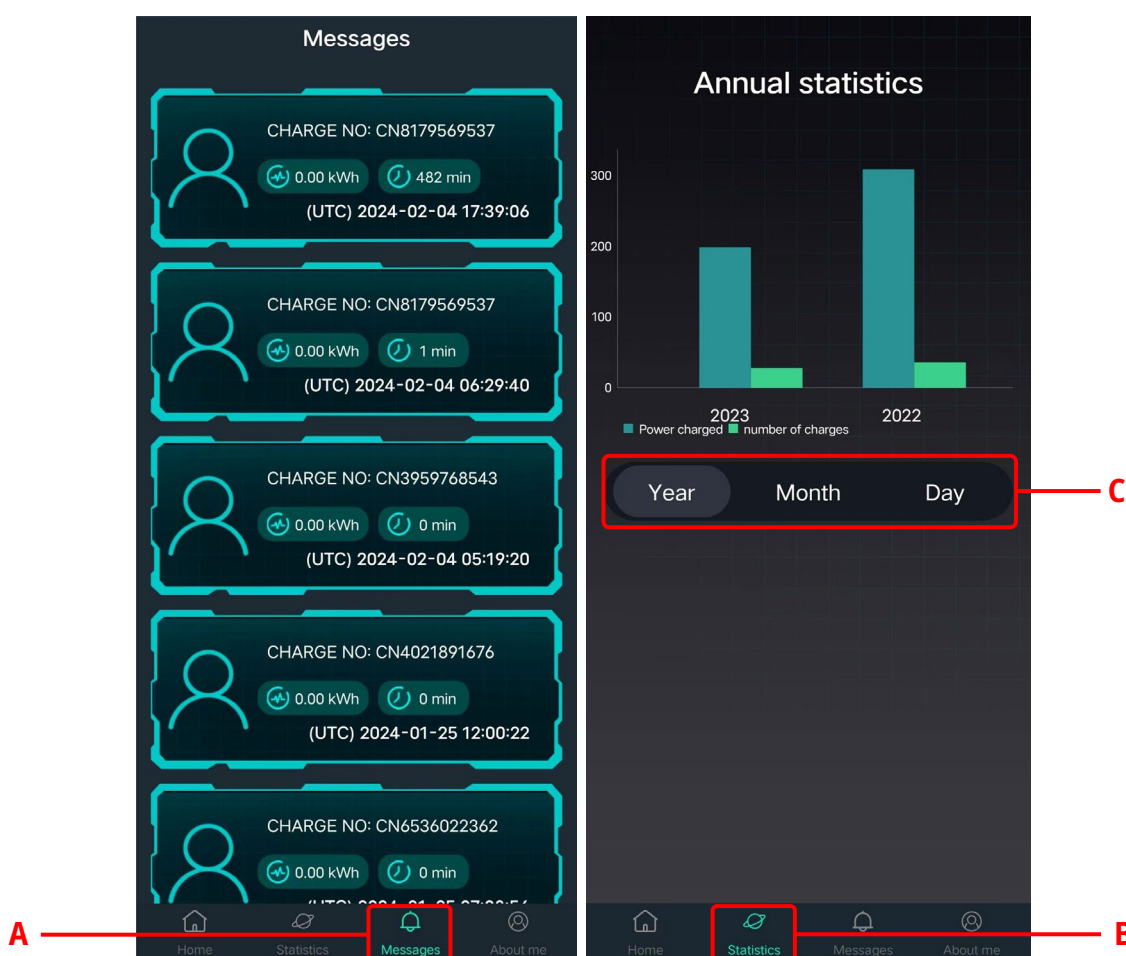 Messages
CHARGE NO: CN8179569537
0.00 kWh 482 min
(UTC) 2024-02-04 17:39:06
CHARGE NO: CN8179569537
0.00 kWh 1 min
(UTC) 2024-02-04 06:29:40
CHARGE NO: CN3959768543
0.00 kWh 0 min
(UTC) 2024-02-04 05:19:20
CHARGE NO: CN4021891676
0.00 kWh 0 min
(UTC) 2024-01-25 12:00:22
CHARGE NO: CN6536022362
0.00 kWh 0 min
Home Statistics Messages About me
A
Annual statistics
300
200
100
0
2023 2022
Power charged number of charges
Year Month Day
C
Home Statistics Messages About me
B